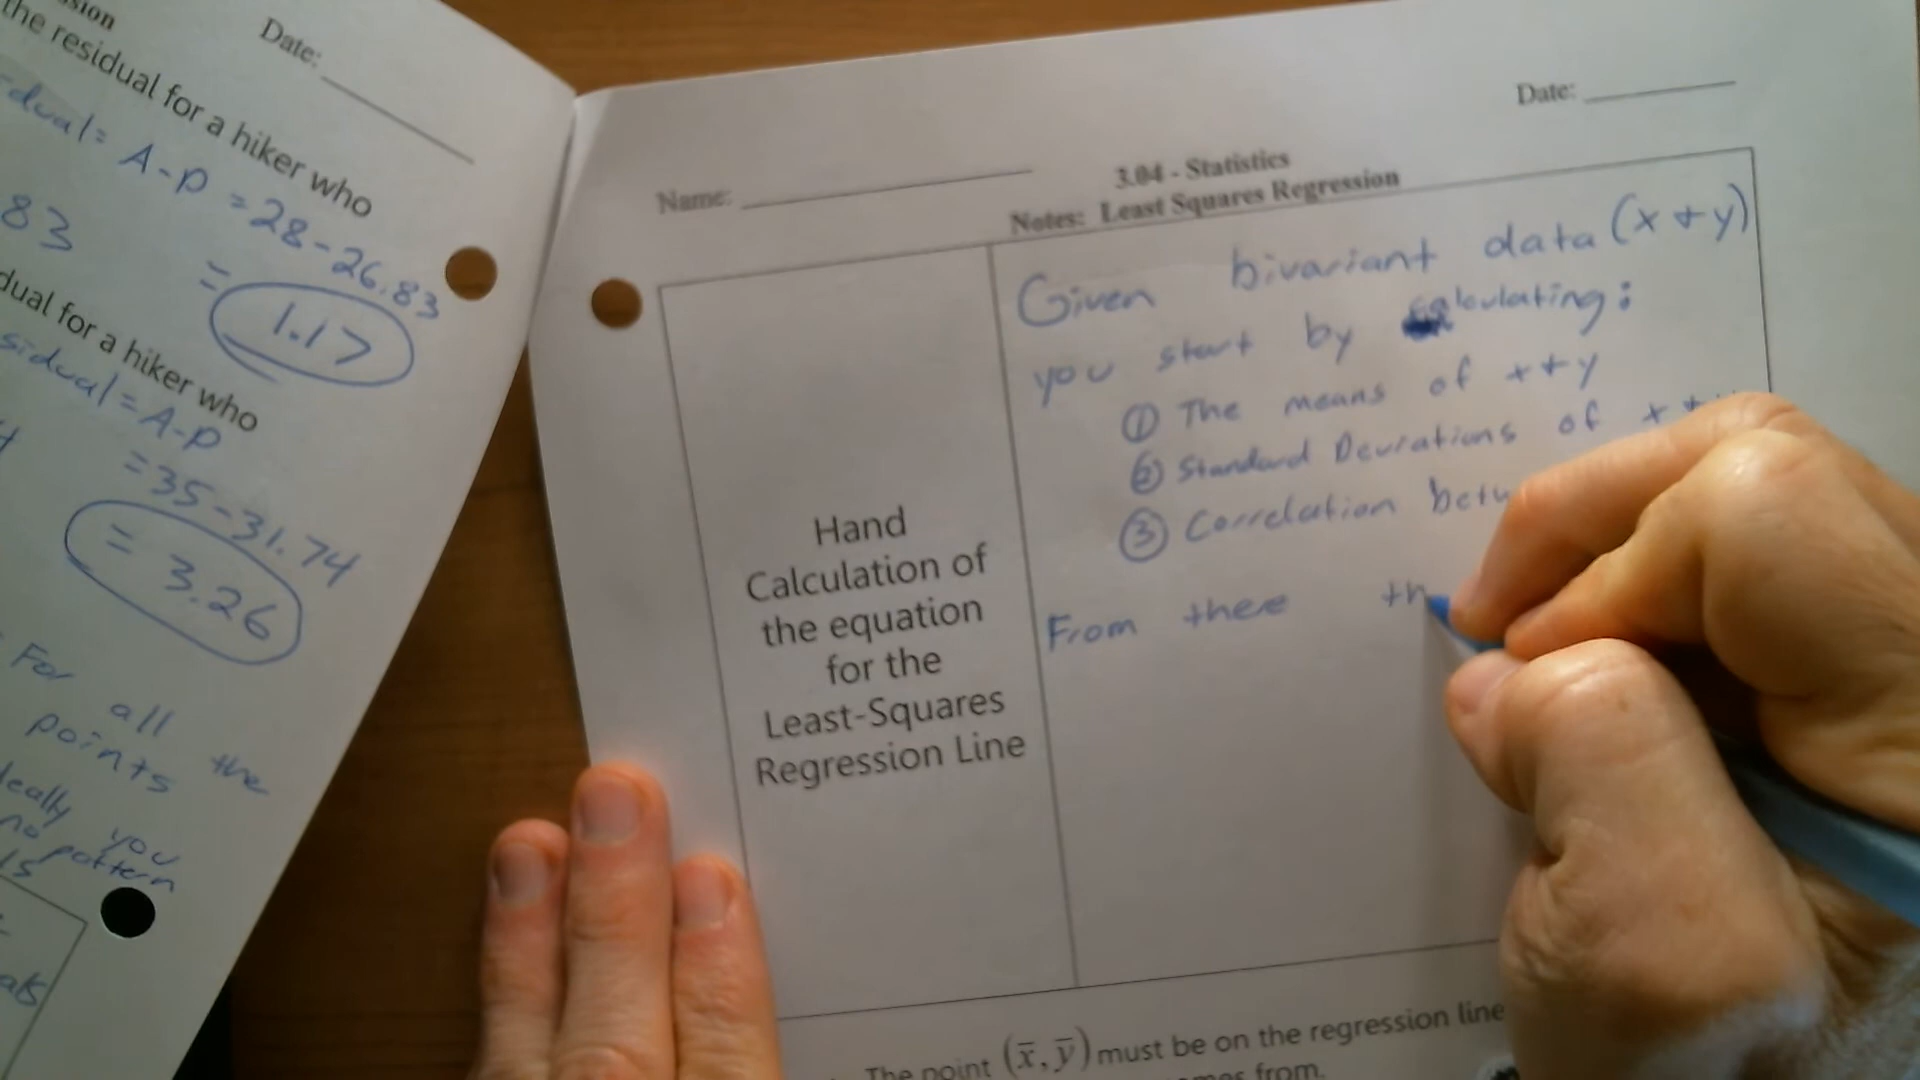 Date:
the residual for a hiker who
dual = A-p = 28-26.83
83
= 1.17
dual for a hiker who
sidual = A-p
= 35-31.74
= 3.26
For all the
points
you
no pattern
Date:
Name:
3.04 - Statistics
Notes: Least Squares Regression
Hand
Calculation of
the equation
for the
Least-Squares
Regression Line
Given bivariant data (x + y)
you start by calculating:
① The means of x + y
② Standard Deviations of x +
③ Correlation betw
From these th
The point (x̅, y̅) must be on the regression line
from.